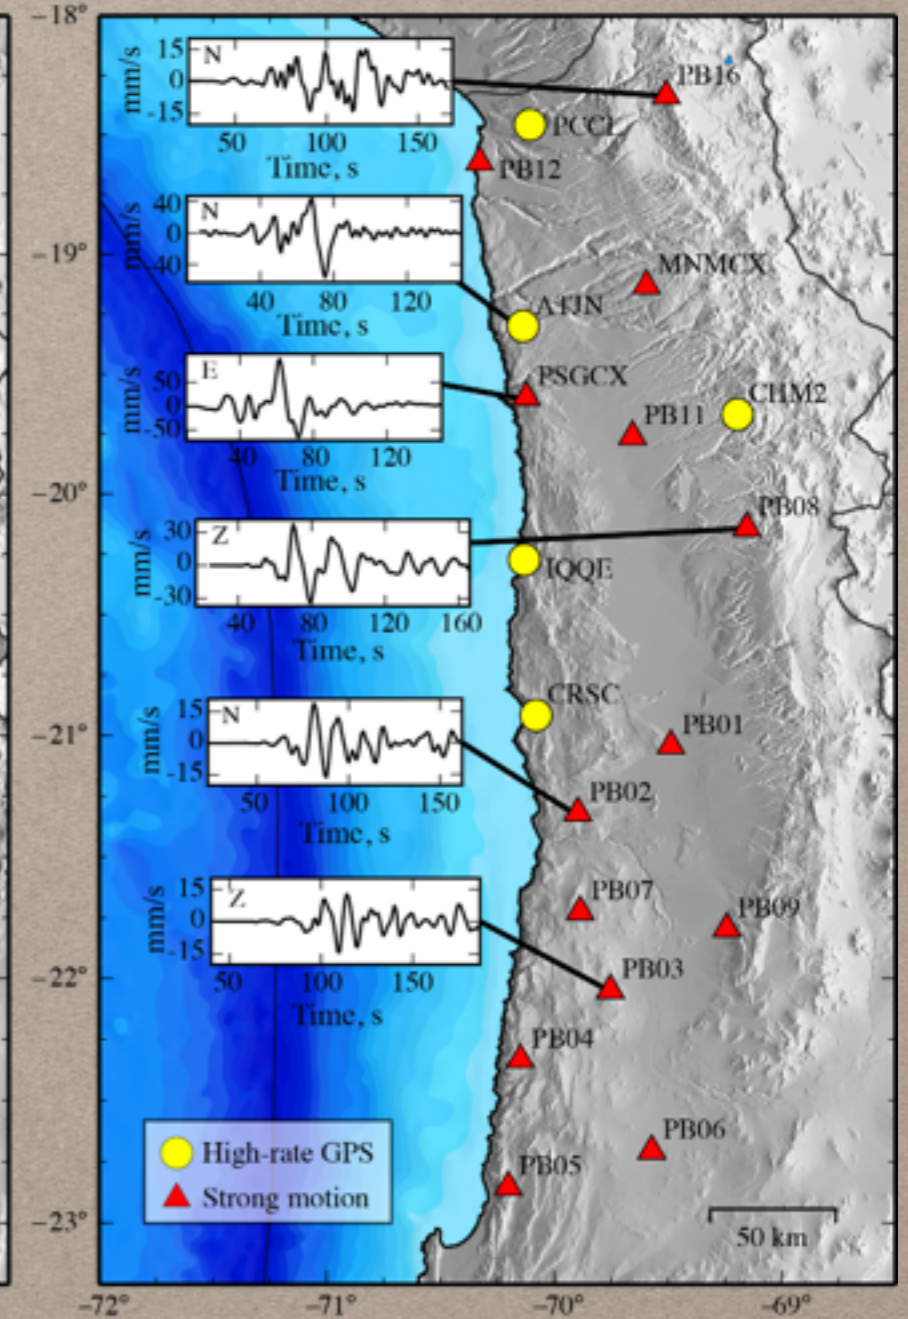 −18°
15
N
mm/s
0
-15
50
100
150
Time, s
PB16
PCCL
PB12
40
N
mm/s
0
40
40
80
120
Time, s
−19°
MNMCX
ATJN
E
50
mm/s
0
-50
40
80
120
Time, s
PSGCX
CHM2
PB11
−20°
30
Z
mm/s
0
-30
40
80
120
160
Time, s
PB08
IQQE
CRSC
15
N
mm/s
0
-15
50
100
150
Time, s
−21°
PB01
PB02
15
Z
mm/s
0
-15
50
100
150
Time, s
PB07
PB09
−22°
PB03
PB04
High-rate GPS
Strong motion
PB06
PB05
−23°
50 km
−72°
−71°
−70°
−69°